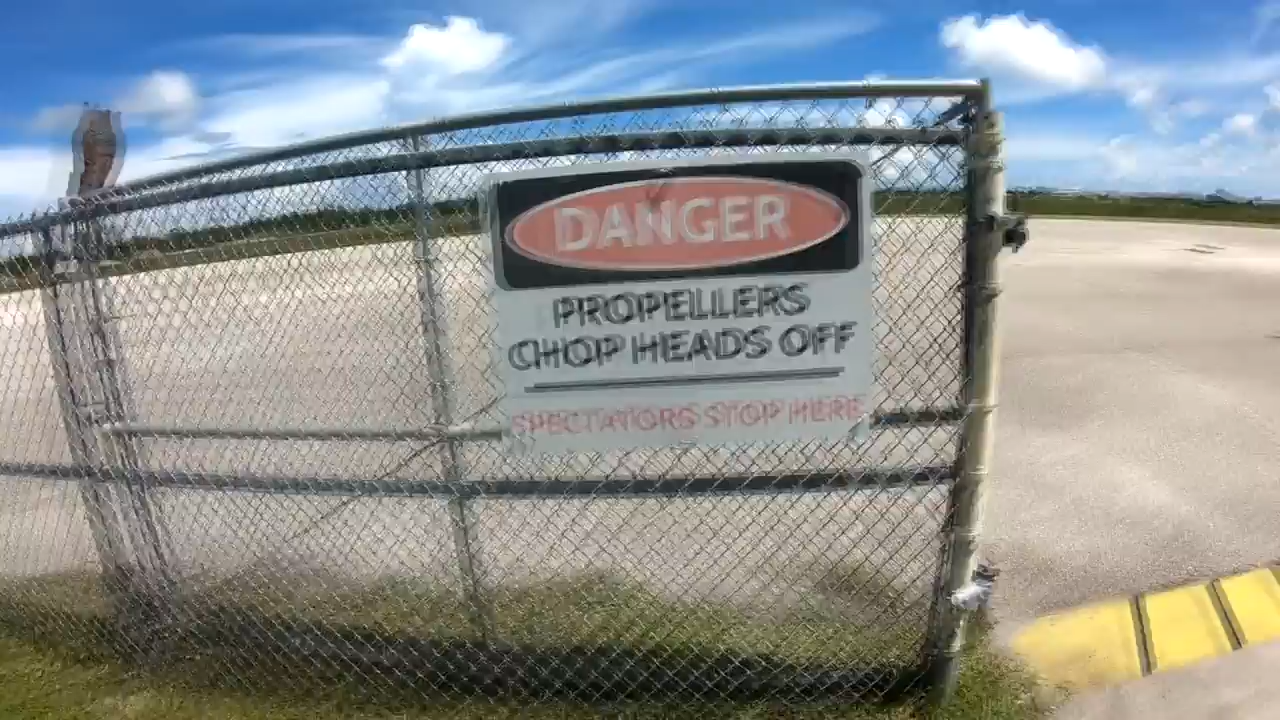 DANGER
PROPELLERS
CHOP HEADS OFF
SPECTATORS STOP HERE